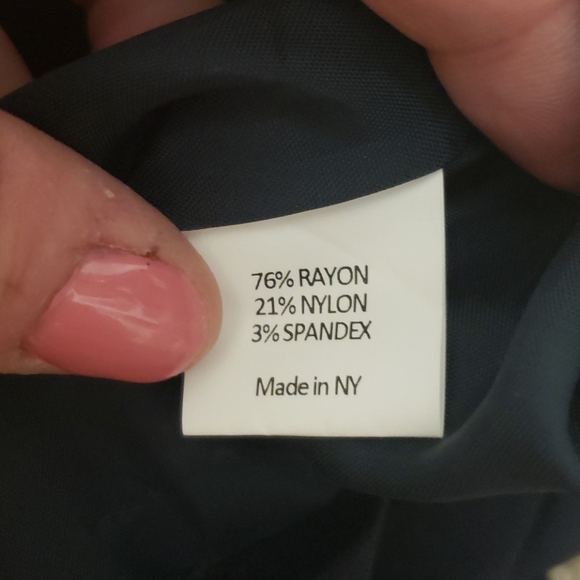 76% RAYON
21% NYLON
3% SPANDEX
Made in NY